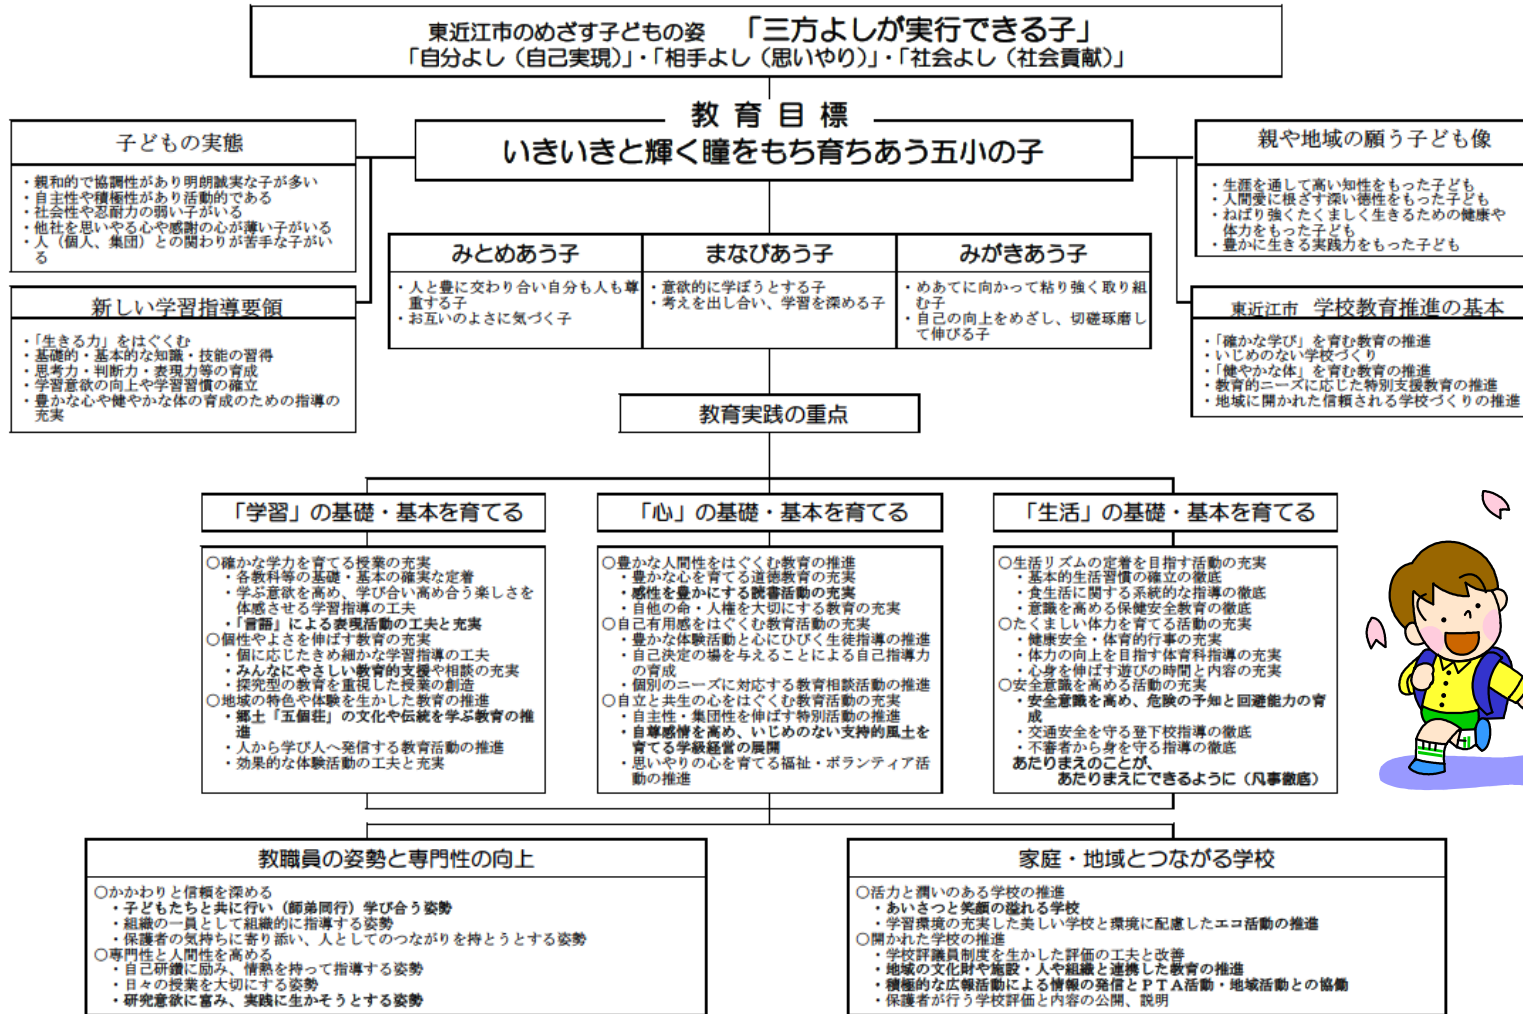 東近江市のめざす子どもの姿　「三方よしが実行できる子」
「自分よし（自己実現）」・「相手よし（思いやり）」・「社会よし（社会貢献）」
教 育 目 標
いきいきと輝く瞳をもち育ちあう五小の子
子どもの実態
・親和的で協調性があり明朗誠実な子が多い
・自主性や積極性があり活動的である
・社会性や忍耐力の弱い子がいる
・他社を思いやる心や感謝の心が薄い子がいる
・人（個人、集団）との関わりが苦手な子がい
る
新しい学習指導要領
・「生きる力」をはぐくむ
・基礎的・基本的な知識・技能の習得
・思考力・判断力・表現力等の育成
・学習意欲の向上や学習習慣の確立
・豊かな心や健やかな体の育成のための指導の
充実
みとめあう子
・人と豊に交わり合い自分も人も尊
重する子
・お互いのよさに気づく子
まなびあう子
・意欲的に学ぼうとする子
・考えを出し合い、学習を深める子
みがきあう子
・めあてに向かって粘り強く取り組
む子
・自己の向上をめざし、切磋琢磨し
て伸びる子
親や地域の願う子ども像
・生涯を通して高い知性をもった子ども
・人間愛に根ざす深い徳性をもった子ども
・ねばり強くたくましく生きるための健康や
体力をもった子ども
・豊かに生きる実践力をもった子ども
東近江市　学校教育推進の基本
・「確かな学び」を育む教育の推進
・いじめのない学校づくり
・「健やかな体」を育む教育の推進
・教育的ニーズに応じた特別支援教育の推進
・地域に開かれた信頼される学校づくりの推進
教育実践の重点
「学習」の基礎・基本を育てる
○確かな学力を育てる授業の充実
・各教科等の基礎・基本の確実な定着
・学ぶ意欲を高め、学び合い高め合う楽しさを
体感させる学習指導の工夫
・「言語」による表現活動の工夫と充実
○個性やよさを伸ばす教育の充実
・個に応じたきめ細かな学習指導の工夫
・みんなにやさしい教育的支援や相談の充実
・探究型の教育を重視した授業の創造
○地域の特色や体験を生かした教育の推進
・郷土「五個荘」の文化や伝統を学ぶ教育の推
進
・人から学び人へ発信する教育活動の推進
・効果的な体験活動の工夫と充実
「心」の基礎・基本を育てる
○豊かな人間性をはぐくむ教育の推進
・豊かな心を育てる道徳教育の充実
・感性を豊かにする読書活動の充実
・自他の命・人権を大切にする教育の充実
○自己有用感をはぐくむ教育活動の充実
・豊かな体験活動と心にひびく生徒指導の推進
・自己決定の場を与えることによる自己指導力
の育成
・個別のニーズに対応する教育相談活動の推進
○自立と共生の心をはぐくむ教育活動の充実
・自主性・集団性を伸ばす特別活動の推進
・自尊感情を高め、いじめのない支持的風土を
育てる学級経営の展開
・思いやりの心を育てる福祉・ボランティア活
動の推進
「生活」の基礎・基本を育てる
○生活リズムの定着を目指す活動の充実
・基本的生活習慣の確立の徹底
・食生活に関する系統的な指導の徹底
・意識を高める保健安全教育の徹底
○たくましい体力を育てる活動の充実
・健康安全・体育的行事の充実
・体力の向上を目指す体育科指導の充実
・心身を伸ばす遊びの時間と内容の充実
○安全意識を高める活動の充実
・安全意識を高め、危険の予知と回避能力の育
成
・交通安全を守る登下校指導の徹底
・不審者から身を守る指導の徹底
あたりまえのことが、
あたりまえにできるように（凡事徹底）
教職員の姿勢と専門性の向上
○かかわりと信頼を深める
・子どもたちと共に行い（師弟同行）学び合う姿勢
・組織の一員として組織的に指導する姿勢
・保護者の気持ちに寄り添い、人としてのつながりを持とうとする姿勢
○専門性と人間性を高める
・自己研鑽に励み、情熱を持って指導する姿勢
・日々の授業を大切にする姿勢
・研究意欲に富み、実践に生かそうとする姿勢
家庭・地域とつながる学校
○活力と潤いのある学校の推進
・あいさつと笑顔の溢れる学校
・学習環境の充実した美しい学校と環境に配慮したエコ活動の推進
○開かれた学校の推進
・学校評議員制度を生かした評価の工夫と改善
・地域の文化財や施設・人や組織と連携した教育の推進
・積極的な広報活動による情報の発信とＰＴＡ活動・地域活動との協働
・保護者が行う学校評価と内容の公開、説明